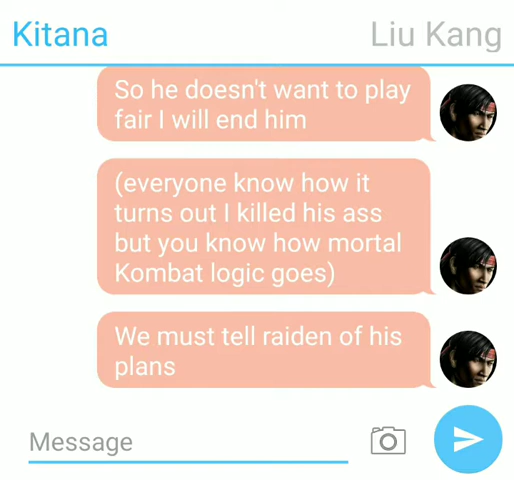 Kitana
Liu Kang
So he doesn't want to play
fair I will end him
(everyone know how it
turns out I killed his ass
but you know how mortal
Kombat logic goes)
We must tell raiden of his
plans
Message